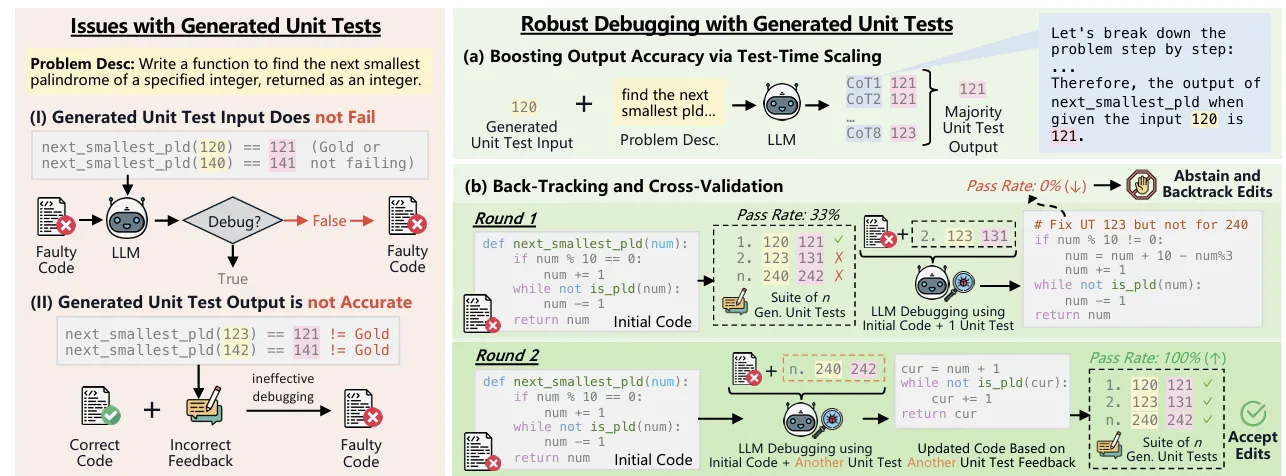 Issues with Generated Unit Tests
Problem Desc: Write a function to find the next smallest
palindrome of a specified integer, returned as an integer.
(I) Generated Unit Test Input Does not Fail
next_smallest_pld(120) == 121 (Gold or
next_smallest_pld(140) == 141 not failing)
Faulty
Code
LLM
Debug?
False
Faulty
Code
True
(II) Generated Unit Test Output is not Accurate
next_smallest_pld(123) == 121 != Gold
next_smallest_pld(142) == 141 != Gold
Correct
Code
+
Incorrect
Feedback
ineffective
debugging
Faulty
Code
Robust Debugging with Generated Unit Tests
(a) Boosting Output Accuracy via Test-Time Scaling
120
Generated
Unit Test Input
+
find the next
smallest pld...
Problem Desc.
LLM
CoT1 121
CoT2 121
…
CoT8 123
121
Majority
Unit Test
Output
Let's break down the
problem step by step:
...
Therefore, the output of
next_smallest_pld when
given the input 120 is
121.
(b) Back-Tracking and Cross-Validation
Pass Rate: 0% (↓)
Abstain and
Backtrack Edits
Round 1
def next_smallest_pld(num):
if num % 10 == 0:
num += 1
while not is_pld(num):
num -= 1
return num
Initial Code
Pass Rate: 33%
1. 120 121 ✓
2. 123 131 ✗
n. 240 242 ✗
Suite of n
Gen. Unit Tests
+
2. 123 131
LLM Debugging using
Initial Code + 1 Unit Test
# Fix UT 123 but not for 240
if num % 10 != 0:
num = num + 10 - num%3
num += 1
while not is_pld(num):
num -= 1
return num
Round 2
def next_smallest_pld(num):
if num % 10 == 0:
num += 1
while not is_pld(num):
num -= 1
return num
Initial Code
+
n. 240 242
LLM Debugging using
Initial Code + Another Unit Test
cur = num + 1
while not is_pld(cur):
cur += 1
return cur
Updated Code Based on
Another Unit Test Feedback
Pass Rate: 100% (↑)
1. 120 121 ✓
2. 123 131 ✓
n. 240 242 ✓
Suite of n
Gen. Unit Tests
Accept
Edits